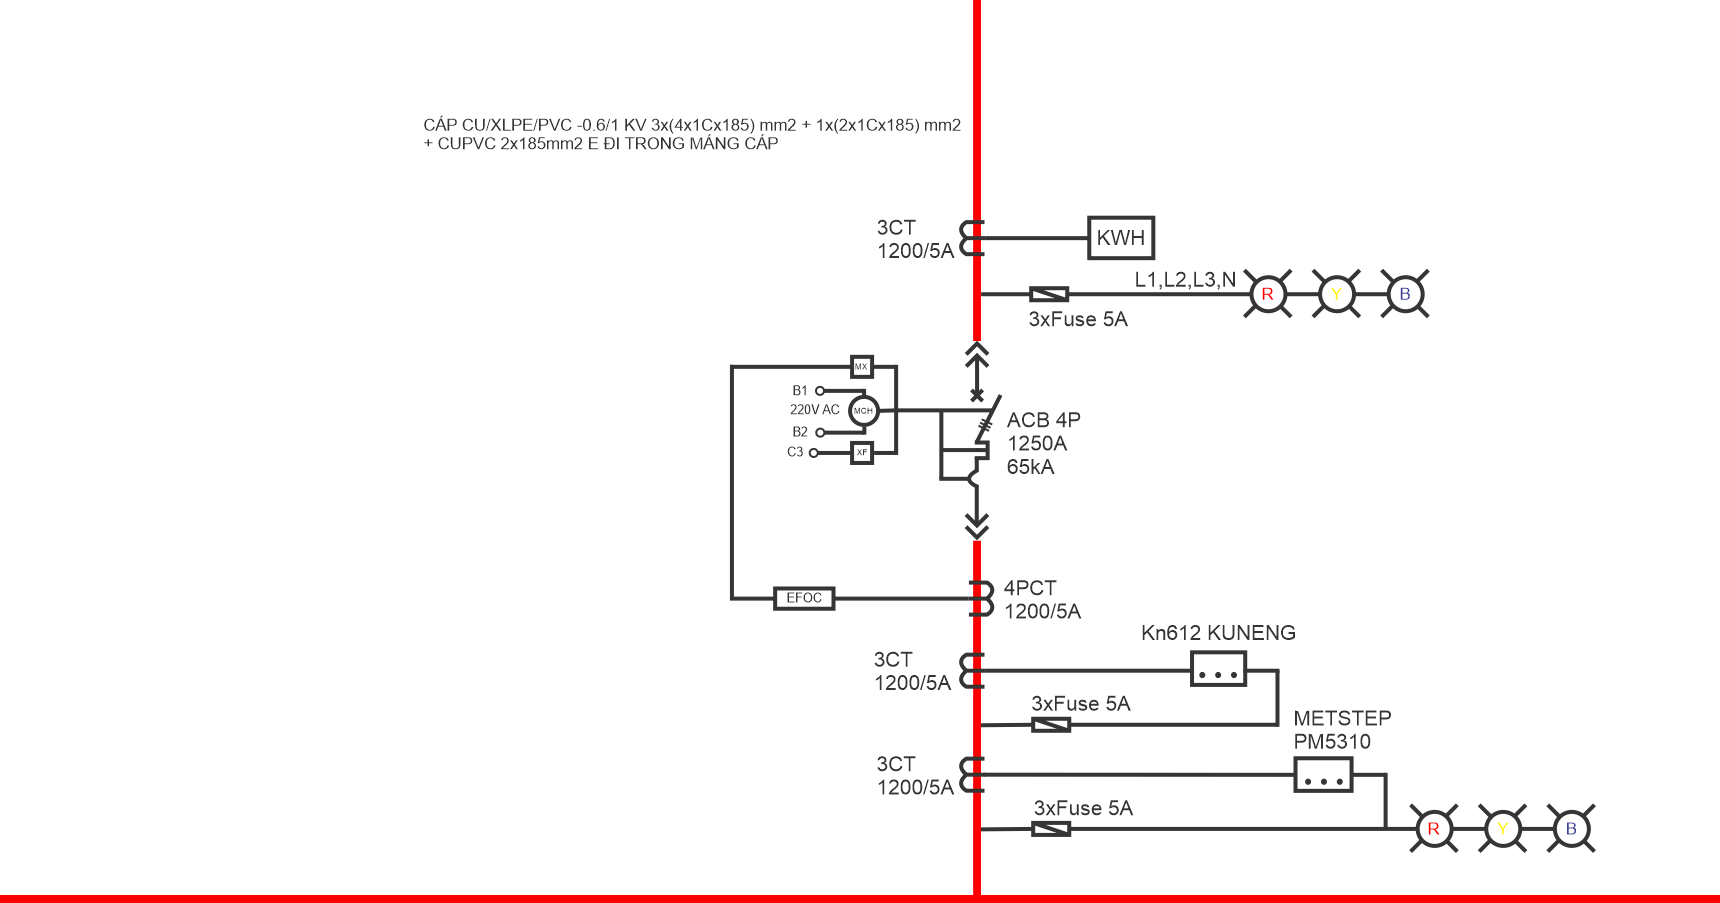 CÁP CU/XLPE/PVC -0.6/1 KV 3x(4x1Cx185) mm2 + 1x(2x1Cx185) mm2
+ CUPVC 2x185mm2 E ĐI TRONG MÁNG CÁP
3CT
1200/5A
KWH
L1,L2,L3,N
R
Y
B
3xFuse 5A
MX
B1
220V AC
MCH
B2
C3
XF
ACB 4P
1250A
65kA
EFOC
4PCT
1200/5A
Kn612 KUNENG
3CT
1200/5A
3xFuse 5A
METSTEP
PM5310
3CT
1200/5A
3xFuse 5A
R
Y
B